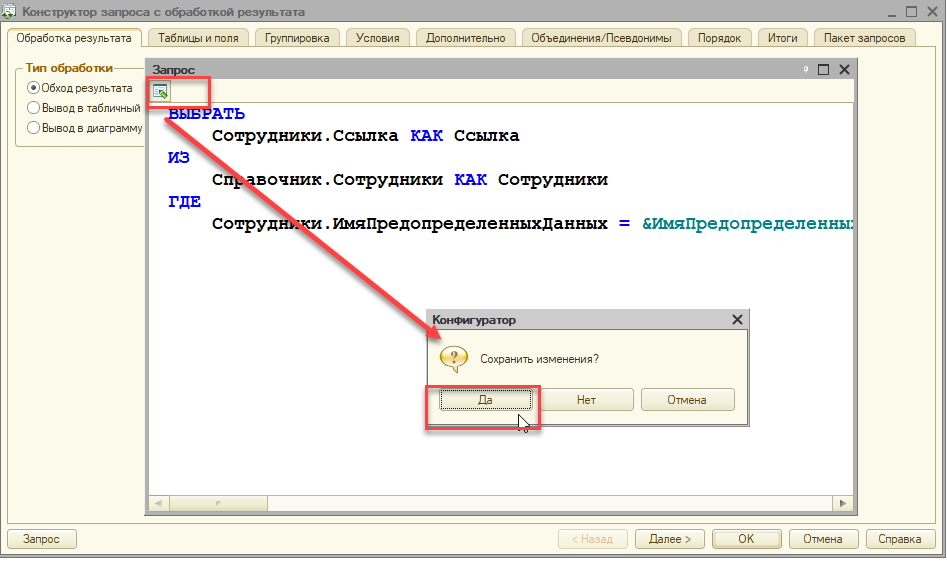 Конструктор запроса с обработкой результата
Обработка результата Таблицы и поля Группировка Условия Дополнительно Объединения/Псевдонимы Порядок Итоги Пакет запросов
Тип обработки
Обход результата
Вывод в табличный
Вывод в диаграмму
Запрос
ВЫБРАТЬ
Сотрудники.Ссылка КАК Ссылка
ИЗ
Справочник.Сотрудники КАК Сотрудники
ГДЕ
Сотрудники.ИмяПредопределенныхДанных = &ИмяПредопределенны
Конфигуратор
Сохранить изменения?
Да Нет Отмена
Запрос < Назад Далее > ОК Отмена Справка